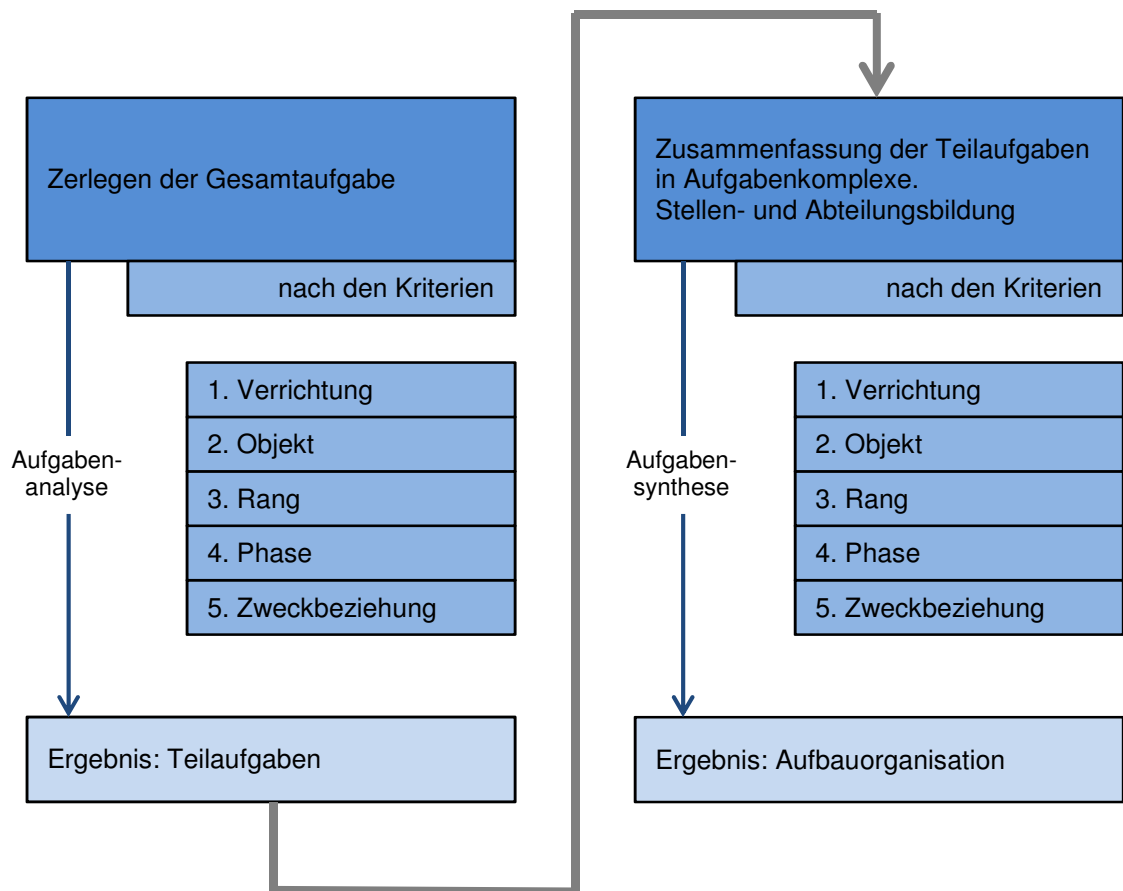 Zerlegen der Gesamtaufgabe
nach den Kriterien
1. Verrichtung
2. Objekt
3. Rang
4. Phase
5. Zweckbeziehung
Aufgaben-
analyse
Ergebnis: Teilaufgaben
Zusammenfassung der Teilaufgaben
in Aufgabenkomplexe.
Stellen- und Abteilungsbildung
nach den Kriterien
1. Verrichtung
2. Objekt
3. Rang
4. Phase
5. Zweckbeziehung
Aufgaben-
synthese
Ergebnis: Aufbauorganisation